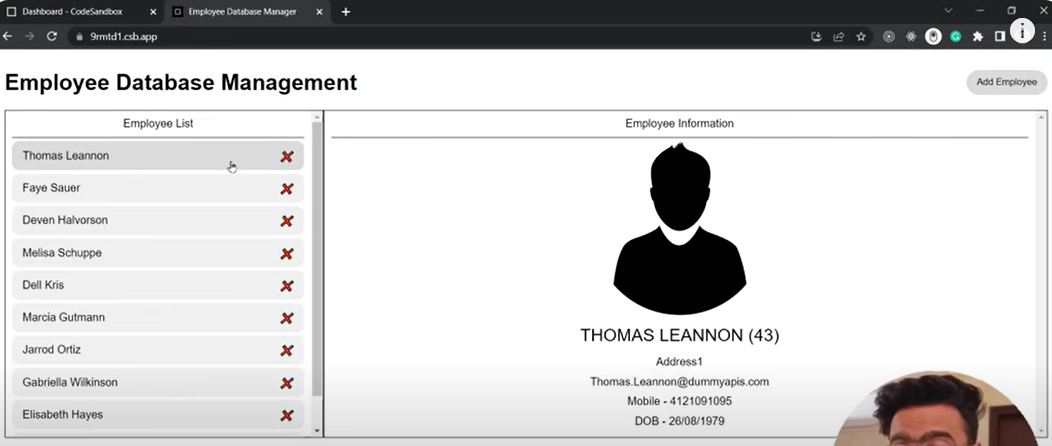 Dashboard - CodeSandbox
Employee Database Manager
9rmtd1.csb.app
Employee Database Management
Add Employee
Employee List
Thomas Leannon
Faye Sauer
Deven Halvorson
Melisa Schuppe
Dell Kris
Marcia Gutmann
Jarrod Ortiz
Gabriella Wilkinson
Elisabeth Hayes
Employee Information
THOMAS LEANNON (43)
Address1
Thomas.Leannon@dummyapis.com
Mobile - 4121091095
DOB - 26/08/1979